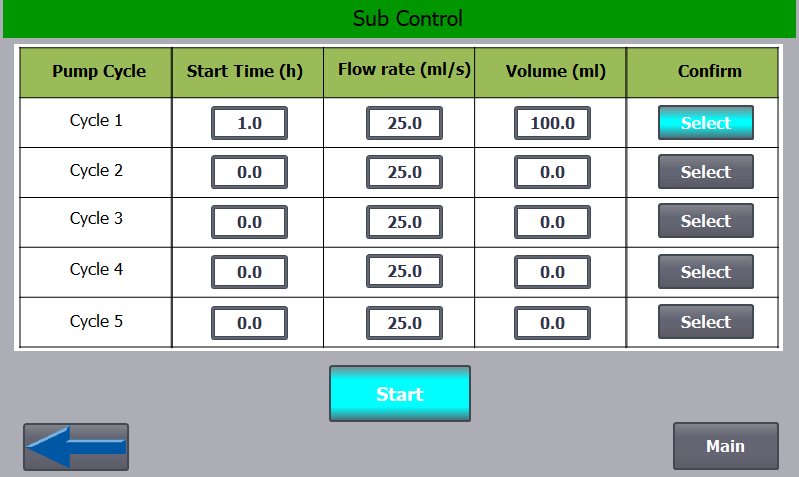 Sub Control
Pump Cycle Start Time (h) Flow rate (ml/s) Volume (ml) Confirm
Cycle 1 1.0 25.0 100.0 Select
Cycle 2 0.0 25.0 0.0 Select
Cycle 3 0.0 25.0 0.0 Select
Cycle 4 0.0 25.0 0.0 Select
Cycle 5 0.0 25.0 0.0 Select
Start
Main